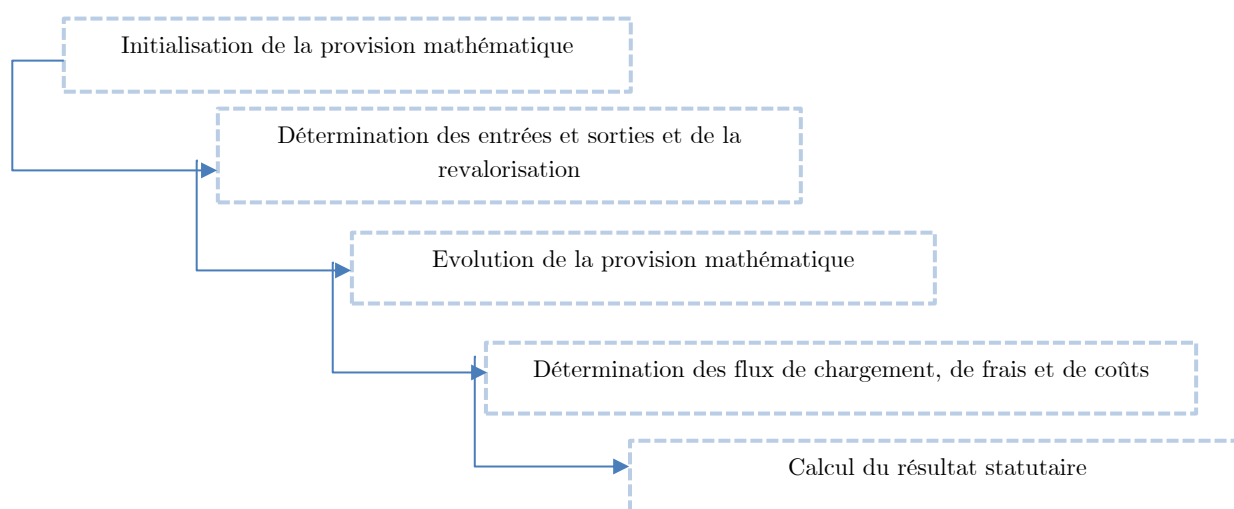 Initialisation de la provision mathématique
Détermination des entrées et sorties et de la
revalorisation
Evolution de la provision mathématique
Détermination des flux de chargement, de frais et de coûts
Calcul du résultat statutaire